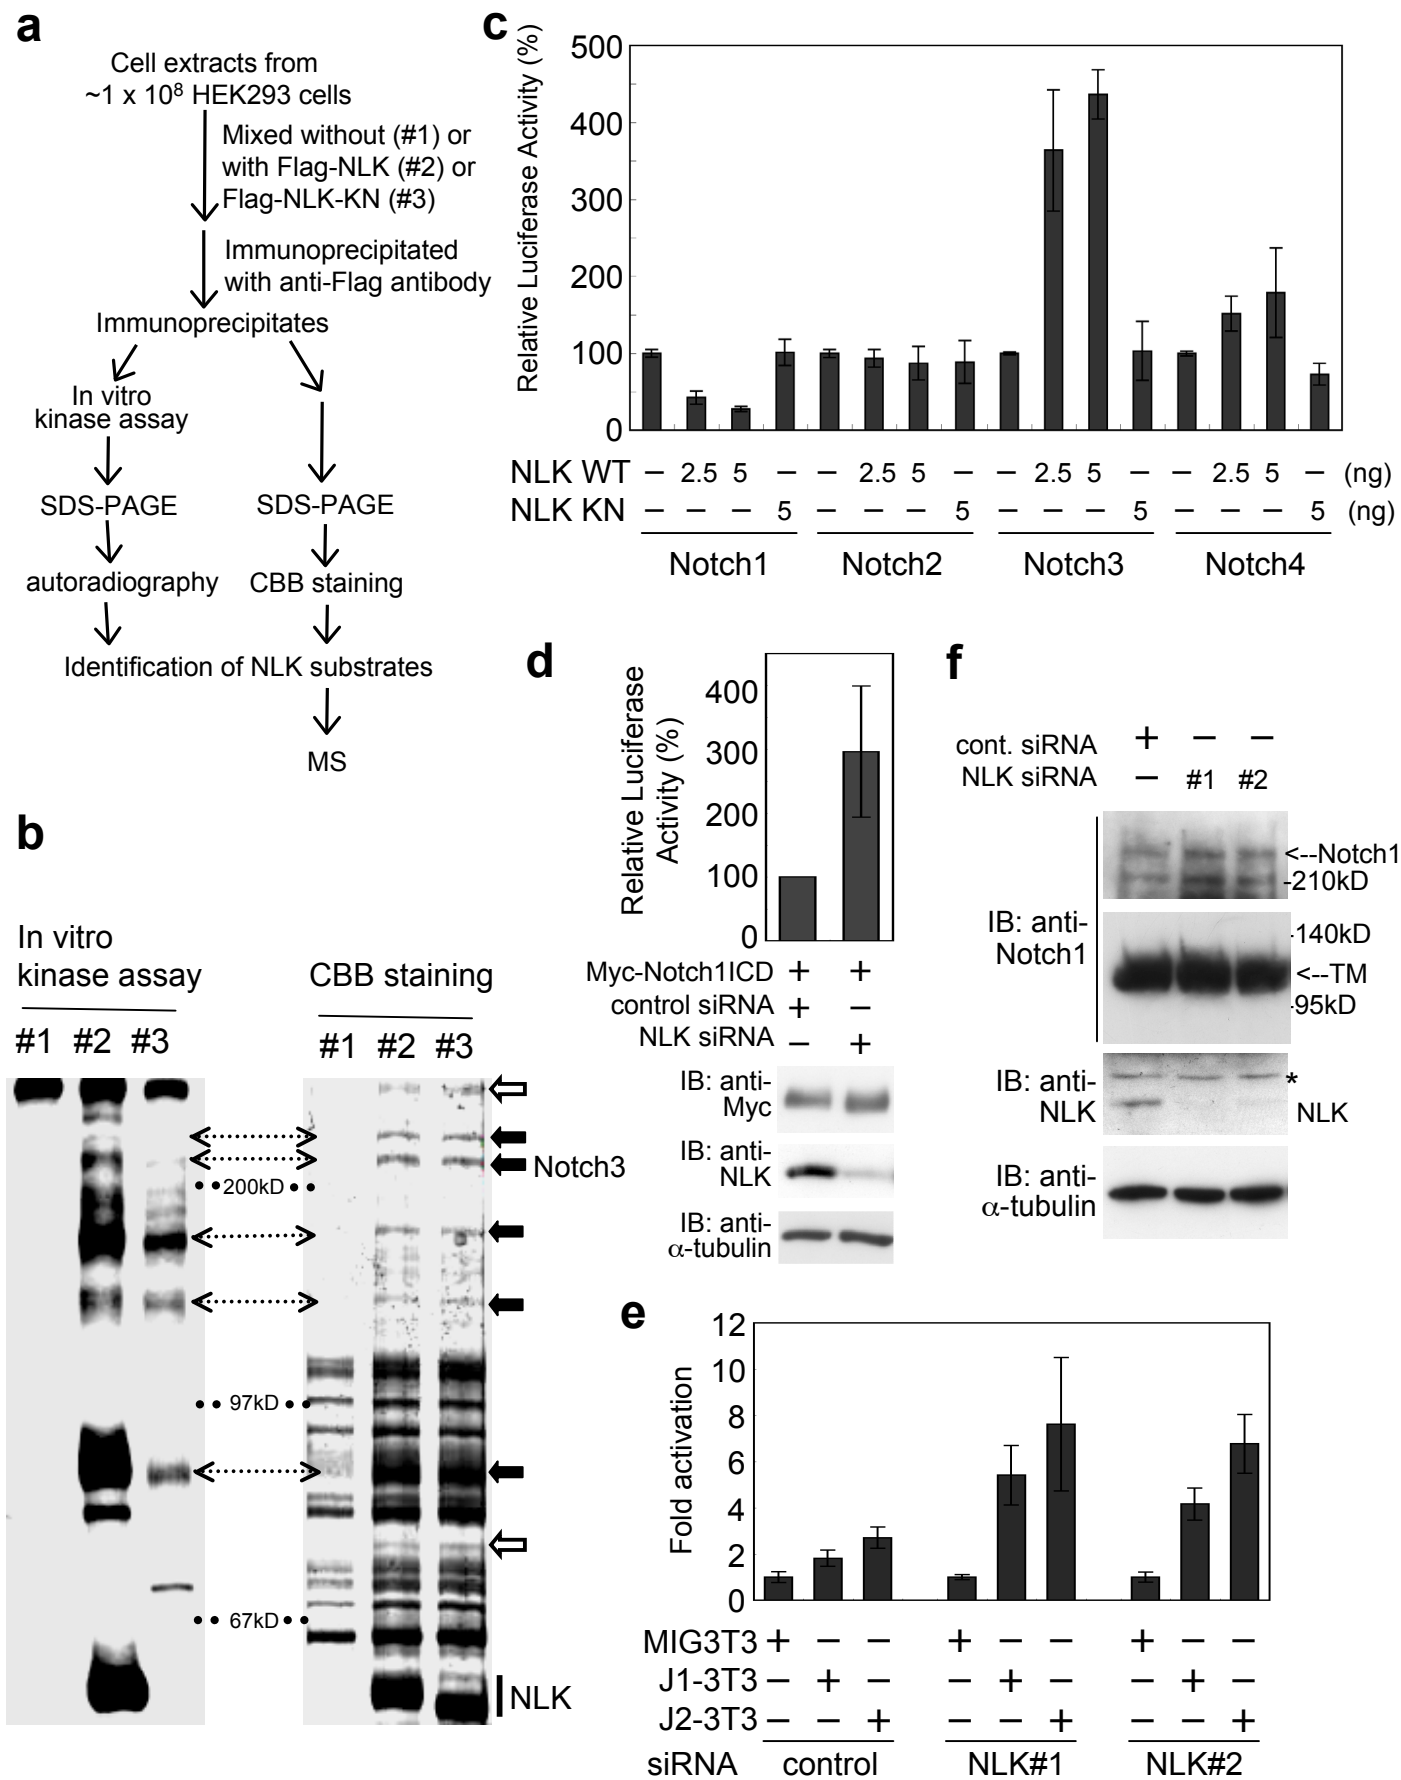 a
Cell extracts from
~1 x 10⁸ HEK293 cells
Mixed without (#1) or
with Flag-NLK (#2) or
Flag-NLK-KN (#3)
Immunoprecipitated
with anti-Flag antibody
Immunoprecipitates
In vitro
kinase assay
SDS-PAGE SDS-PAGE
autoradiography CBB staining
Identification of NLK substrates
MS
b
In vitro
kinase assay CBB staining
#1 #2 #3 #1 #2 #3
Notch3
200kD
97kD
67kD
NLK
c
Relative Luciferase Activity (%)
500
400
300
200
100
0
NLK WT – 2.5 5 – – 2.5 5 – – 2.5 5 – – 2.5 5 – (ng)
NLK KN – – – 5 – – – 5 – – – 5 – – – 5 (ng)
Notch1 Notch2 Notch3 Notch4
d
Relative Luciferase
Activity (%)
400
300
200
100
0
Myc-Notch1ICD + +
control siRNA + –
NLK siRNA – +
IB: anti-
Myc
IB: anti-
NLK
IB: anti-
α-tubulin
f
cont. siRNA + – –
NLK siRNA – #1 #2
<--Notch1
-210kD
IB: anti-
Notch1
-140kD
<--TM
-95kD
IB: anti-
NLK
*
NLK
IB: anti-
α-tubulin
e
Fold activation
12
10
8
6
4
2
0
MIG3T3 + – – + – – + – –
J1-3T3 – + – – + – – + –
J2-3T3 – – + – – + – – +
siRNA control NLK#1 NLK#2